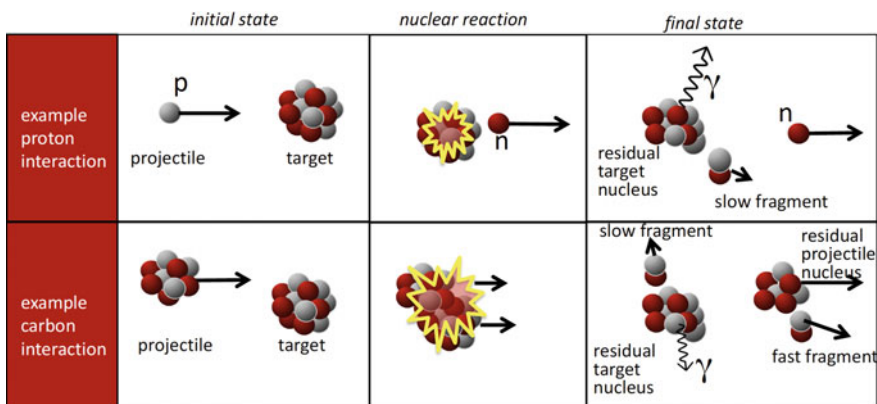 initial state
nuclear reaction
final state
example
proton
interaction
p
projectile
target
n
γ
n
residual
target
nucleus
slow fragment
example
carbon
interaction
projectile
target
slow fragment
residual
projectile
nucleus
residual
target
nucleus
γ
fast fragment